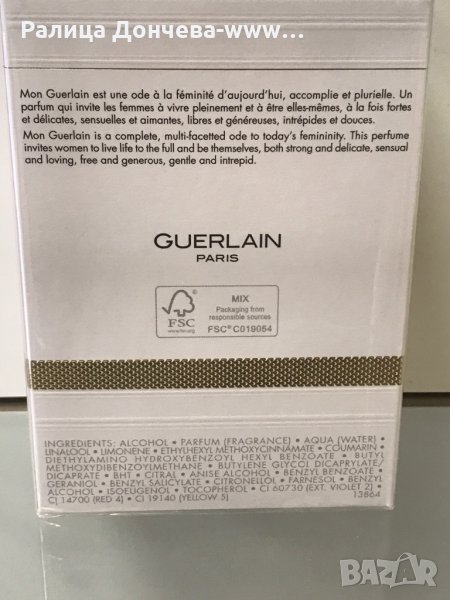 Ралица Дончева-www...
Mon Guerlain est une ode à la féminité d'aujourd'hui, accomplie et plurielle. Un
parfum qui invite les femmes à vivre pleinement et à être elles-mêmes, à la fois fortes
et délicates, sensuelles et aimantes, libres et généreuses, intrépides et douces.
Mon Guerlain is a complete, multi-facetted ode to today's femininity. This perfume
invites women to live life to the full and be themselves, both strong and delicate, sensual
and loving, free and generous, gentle and intrepid.
GUERLAIN
PARIS
FSC
www.fsc.org
MIX
Packaging from
responsible sources
FSC® C019054
INGREDIENTS: ALCOHOL • PARFUM (FRAGRANCE) • AQUA (WATER) •
LINALOOL • LIMONENE • ETHYLHEXYL METHOXYCINNAMATE • COUMARIN •
DIETHYLAMINO HYDROXYBENZOYL HEXYL BENZOATE • BUTYL
METHOXYDIBENZOYLMETHANE • BUTYLENE GLYCOL DICAPRYLATE/
DICAPRATE • BHT • CITRAL • ANISE ALCOHOL • BENZYL BENZOATE •
GERANIOL • BENZYL SALICYLATE • CITRONELLOL • FARNESOL • BENZYL
ALCOHOL • ISOEUGENOL • TOCOPHEROL • CI 60730 (EXT. VIOLET 2) •
CI 14700 (RED 4) • CI 19140 (YELLOW 5)
13864
BAZAR